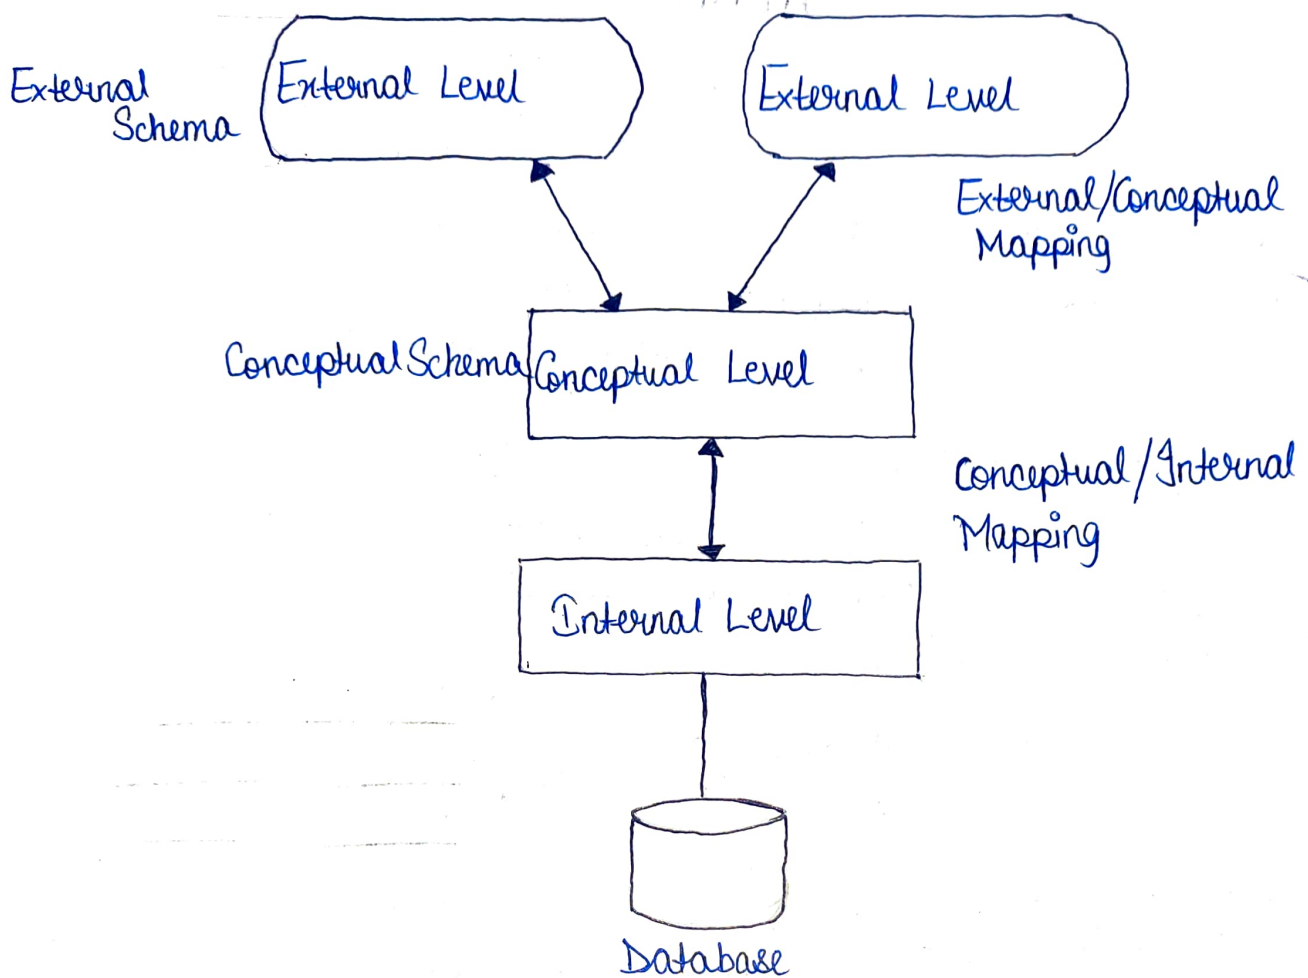 External
Schema
External Level
External Level
External/Conceptual
Mapping
Conceptual Schema
Conceptual Level
Conceptual/Internal
Mapping
Internal Level
Database